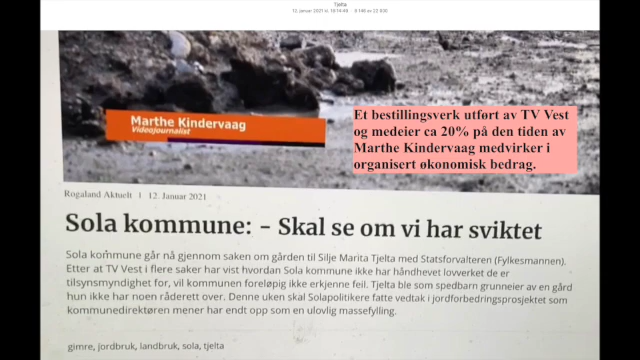 Tjelta
12. Januar 2021 kl. 18:14:49
Marthe Kindervaag
Videojournalist
Et bestillingsverk utført av TV Vest
og medeier ca 20% på den tiden av
Marthe Kindervaag medvirker i
organisert økonomisk bedrag.
Rogaland Aktuelt | 12. Januar 2021
Sola kommune: - Skal se om vi har sviktet
Sola kommune går nå gjennom saken om gården til Silje Marita Tjelta med Statsforvalteren (Fylkesmannen).
Etter at TV Vest i flere saker har vist hvordan Sola kommune ikke har håndhevet lovverket de er
tilsynsmyndighet for, vil kommunen foreløpig ikke erkjenne feil. Tjelta ble som spedbarn grunneier av en gård
hun ikke har noen råderett over. Denne uken skal Solapolitikere fatte vedtak i jordforbedringsprosjektet som
kommunedirektøren mener har endt opp som en ulovlig massefylling.
gimre, jordbruk, landbruk, sola, tjelta